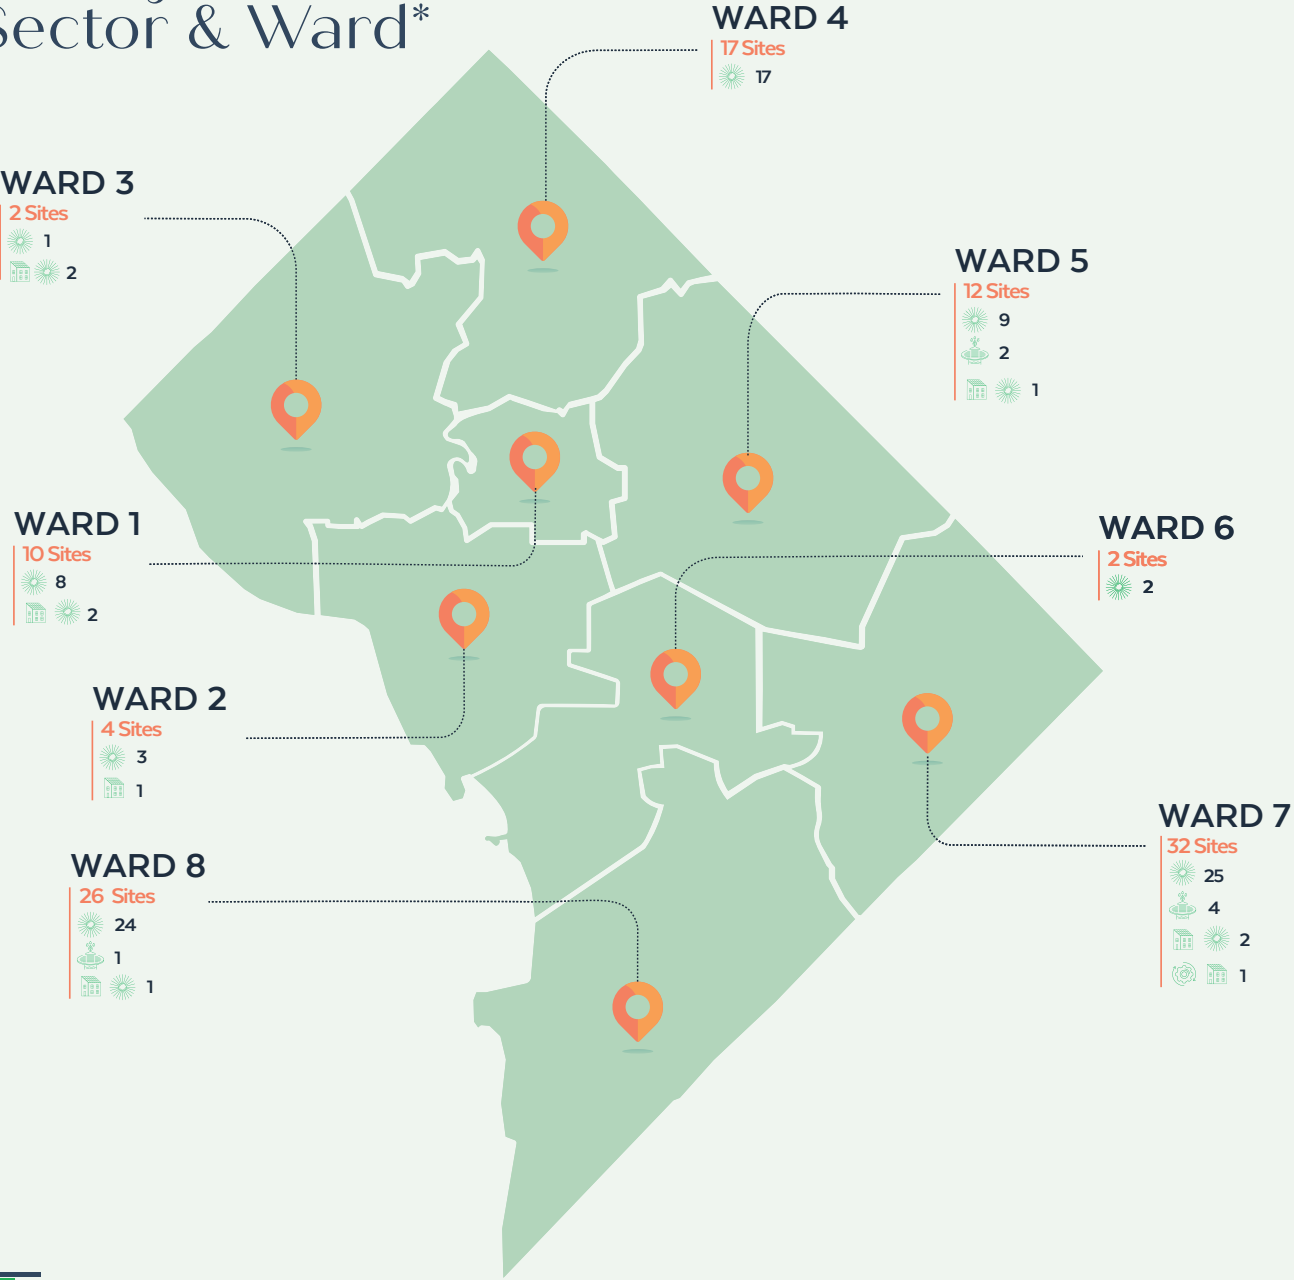 Sector & Ward*
WARD 4
17 Sites
17
WARD 3
2 Sites
1
2
WARD 5
12 Sites
9
2
1
WARD 1
10 Sites
8
2
WARD 6
2 Sites
2
WARD 2
4 Sites
3
1
WARD 7
32 Sites
25
4
2
1
WARD 8
26 Sites
24
1
1